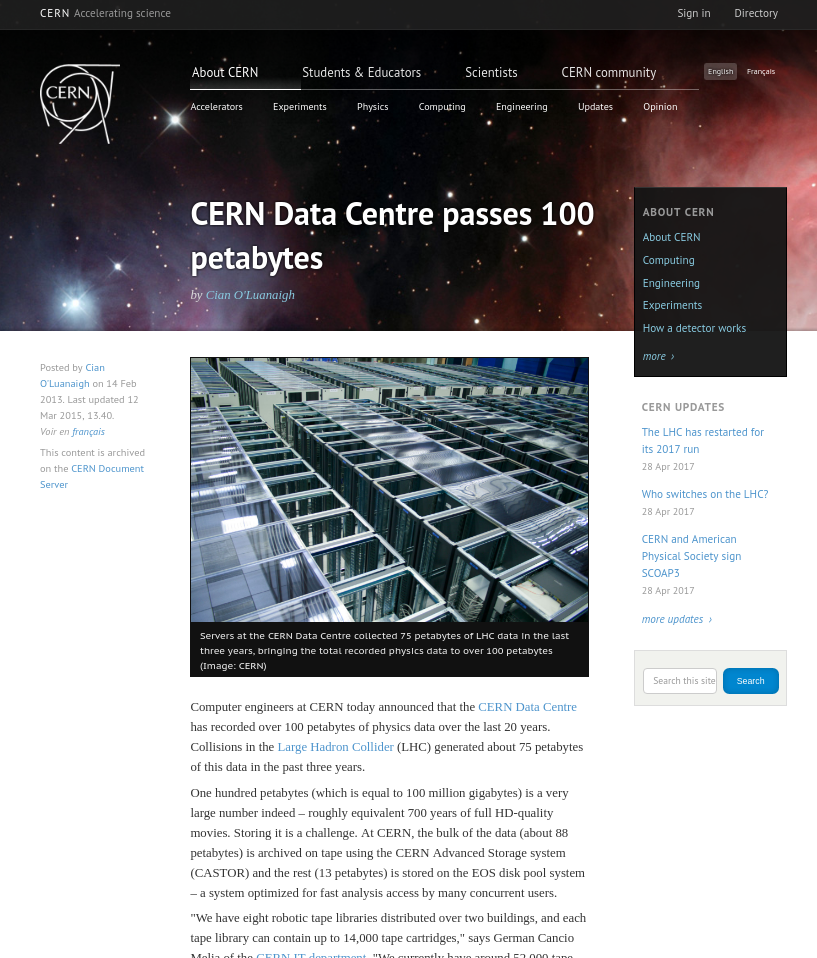 CERN Accelerating science
Sign in
Directory
CERN
About CERN
Students & Educators
Scientists
CERN community
English
Français
Accelerators
Experiments
Physics
Computing
Engineering
Updates
Opinion
CERN Data Centre passes 100
petabytes
by Cian O'Luanaigh
ABOUT CERN
About CERN
Computing
Engineering
Experiments
How a detector works
more ›
Posted by Cian
O'Luanaigh on 14 Feb
2013. Last updated 12
Mar 2015, 13.40.
Voir en français
This content is archived
on the CERN Document
Server
Servers at the CERN Data Centre collected 75 petabytes of LHC data in the last
three years, bringing the total recorded physics data to over 100 petabytes
(Image: CERN)
Computer engineers at CERN today announced that the CERN Data Centre
has recorded over 100 petabytes of physics data over the last 20 years.
Collisions in the Large Hadron Collider (LHC) generated about 75 petabytes
of this data in the past three years.
One hundred petabytes (which is equal to 100 million gigabytes) is a very
large number indeed – roughly equivalent 700 years of full HD-quality
movies. Storing it is a challenge. At CERN, the bulk of the data (about 88
petabytes) is archived on tape using the CERN Advanced Storage system
(CASTOR) and the rest (13 petabytes) is stored on the EOS disk pool system
– a system optimized for fast analysis access by many concurrent users.
"We have eight robotic tape libraries distributed over two buildings, and each
tape library can contain up to 14,000 tape cartridges," says German Cancio
Melia of the CERN IT department. "We currently have around 52,000 tape
CERN UPDATES
The LHC has restarted for
its 2017 run
28 Apr 2017
Who switches on the LHC?
28 Apr 2017
CERN and American
Physical Society sign
SCOAP3
28 Apr 2017
more updates ›
Search this site
Search